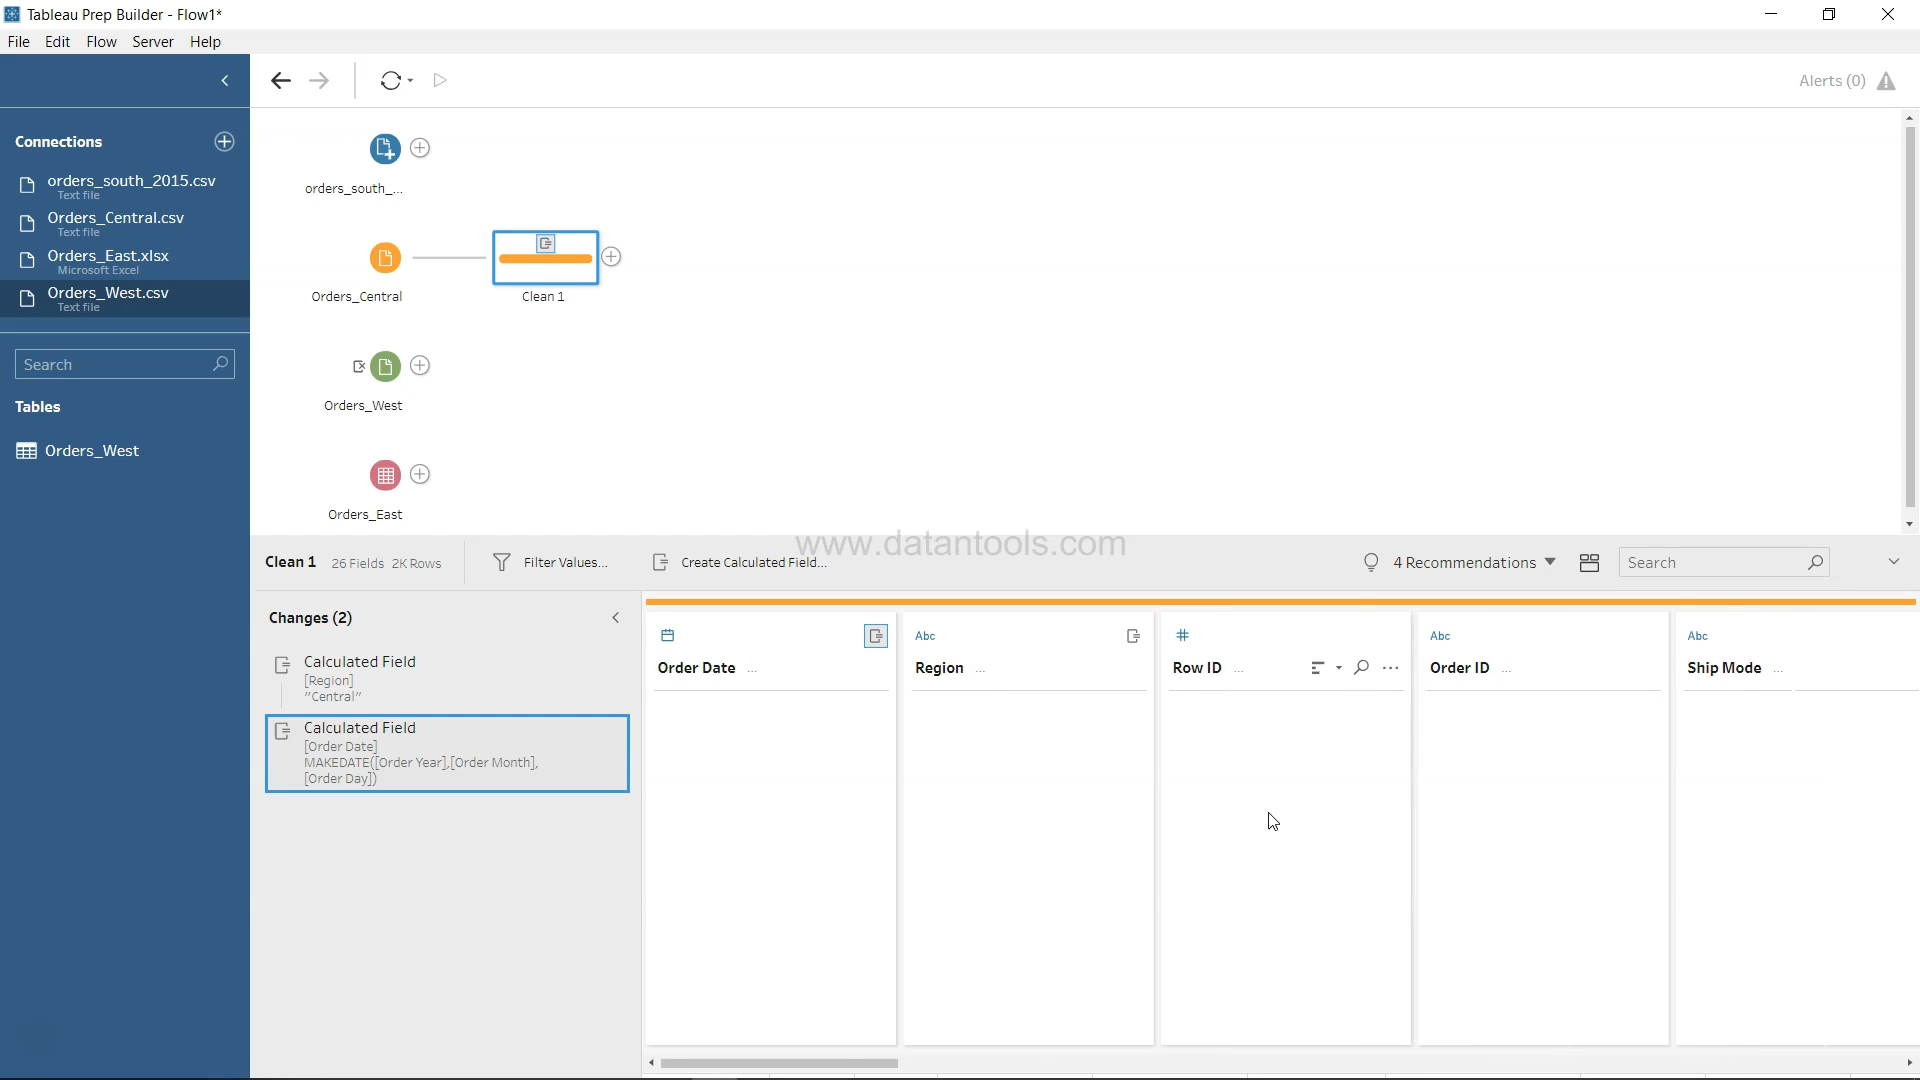 Tableau Prep Builder - Flow1*
File Edit Flow Server Help
Alerts (0)
Connections
orders_south_2015.csv
Text file
Orders_Central.csv
Text file
Orders_East.xlsx
Microsoft Excel
Orders_West.csv
Text file
Search
Tables
Orders_West
orders_south_...
Orders_Central
Clean 1
Orders_West
Orders_East
www.datantools.com
Clean 1 26 Fields 2K Rows Filter Values... Create Calculated Field... 4 Recommendations Search
Changes (2)
Calculated Field
[Region]
"Central"
Calculated Field
[Order Date]
MAKEDATE([Order Year],[Order Month],
[Order Day])
Order Date ...
Abc
Region ...
#
Row ID ...
Abc
Order ID ...
Abc
Ship Mode ...